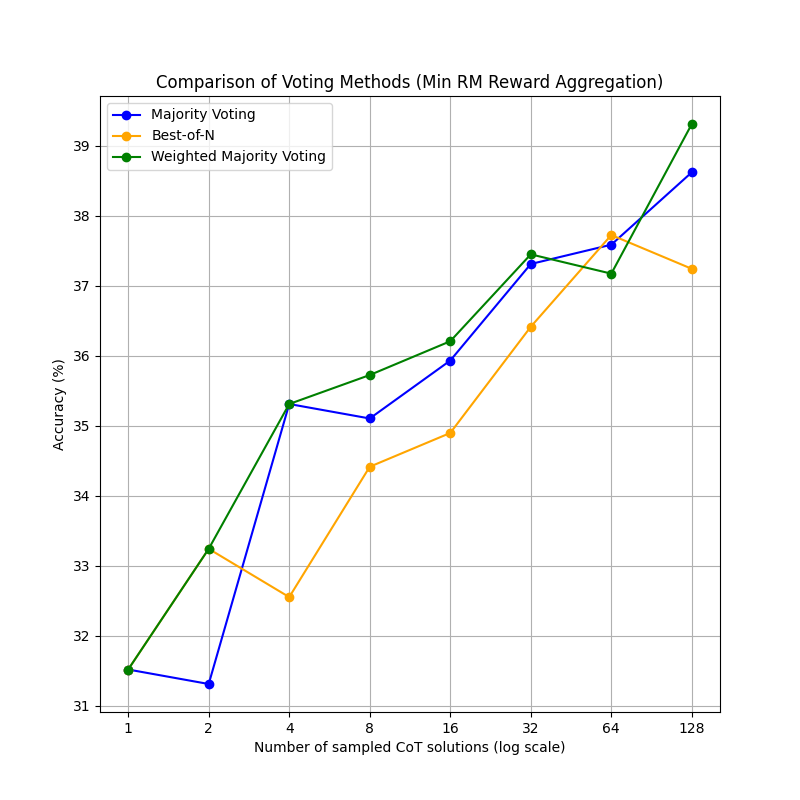 Comparison of Voting Methods (Min RM Reward Aggregation)
Majority Voting
Best-of-N
Weighted Majority Voting
39
38
37
36
35
34
33
32
31
Accuracy (%)
1 2 4 8 16 32 64 128
Number of sampled CoT solutions (log scale)